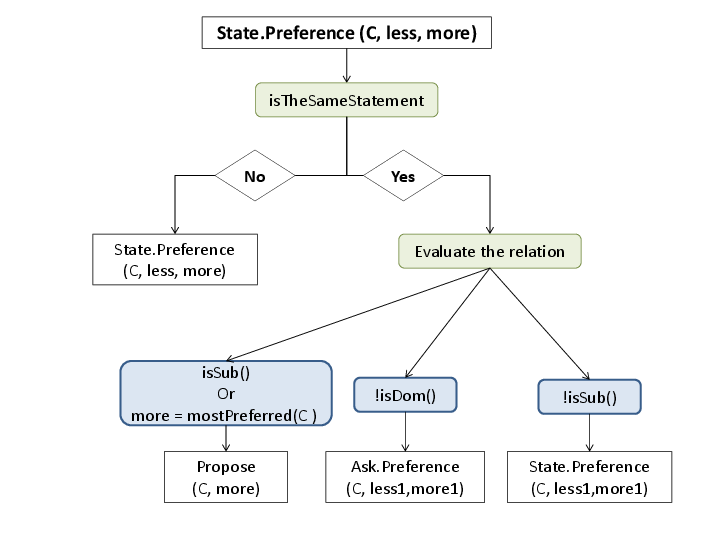 State.Preference (C, less, more)
isTheSameStatement
No
Yes
State.Preference
(C, less, more)
Evaluate the relation
isSub()
Or
more = mostPreferred(C )
!isDom()
!isSub()
Propose
(C, more)
Ask.Preference
(C, less1,more1)
State.Preference
(C, less1,more1)